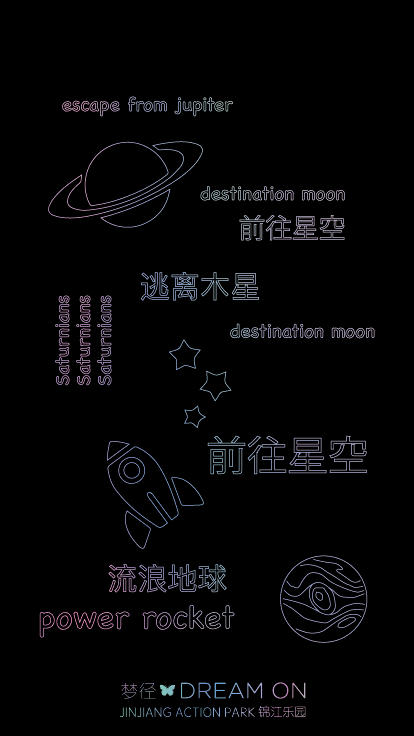 escape from jupiter
destination moon
前往星空
逃离木星
Saturnians
Saturnians
Saturnians
destination moon
前往星空
流浪地球
power rocket
梦径 DREAM ON
JINJIANG ACTION PARK 锦江乐园